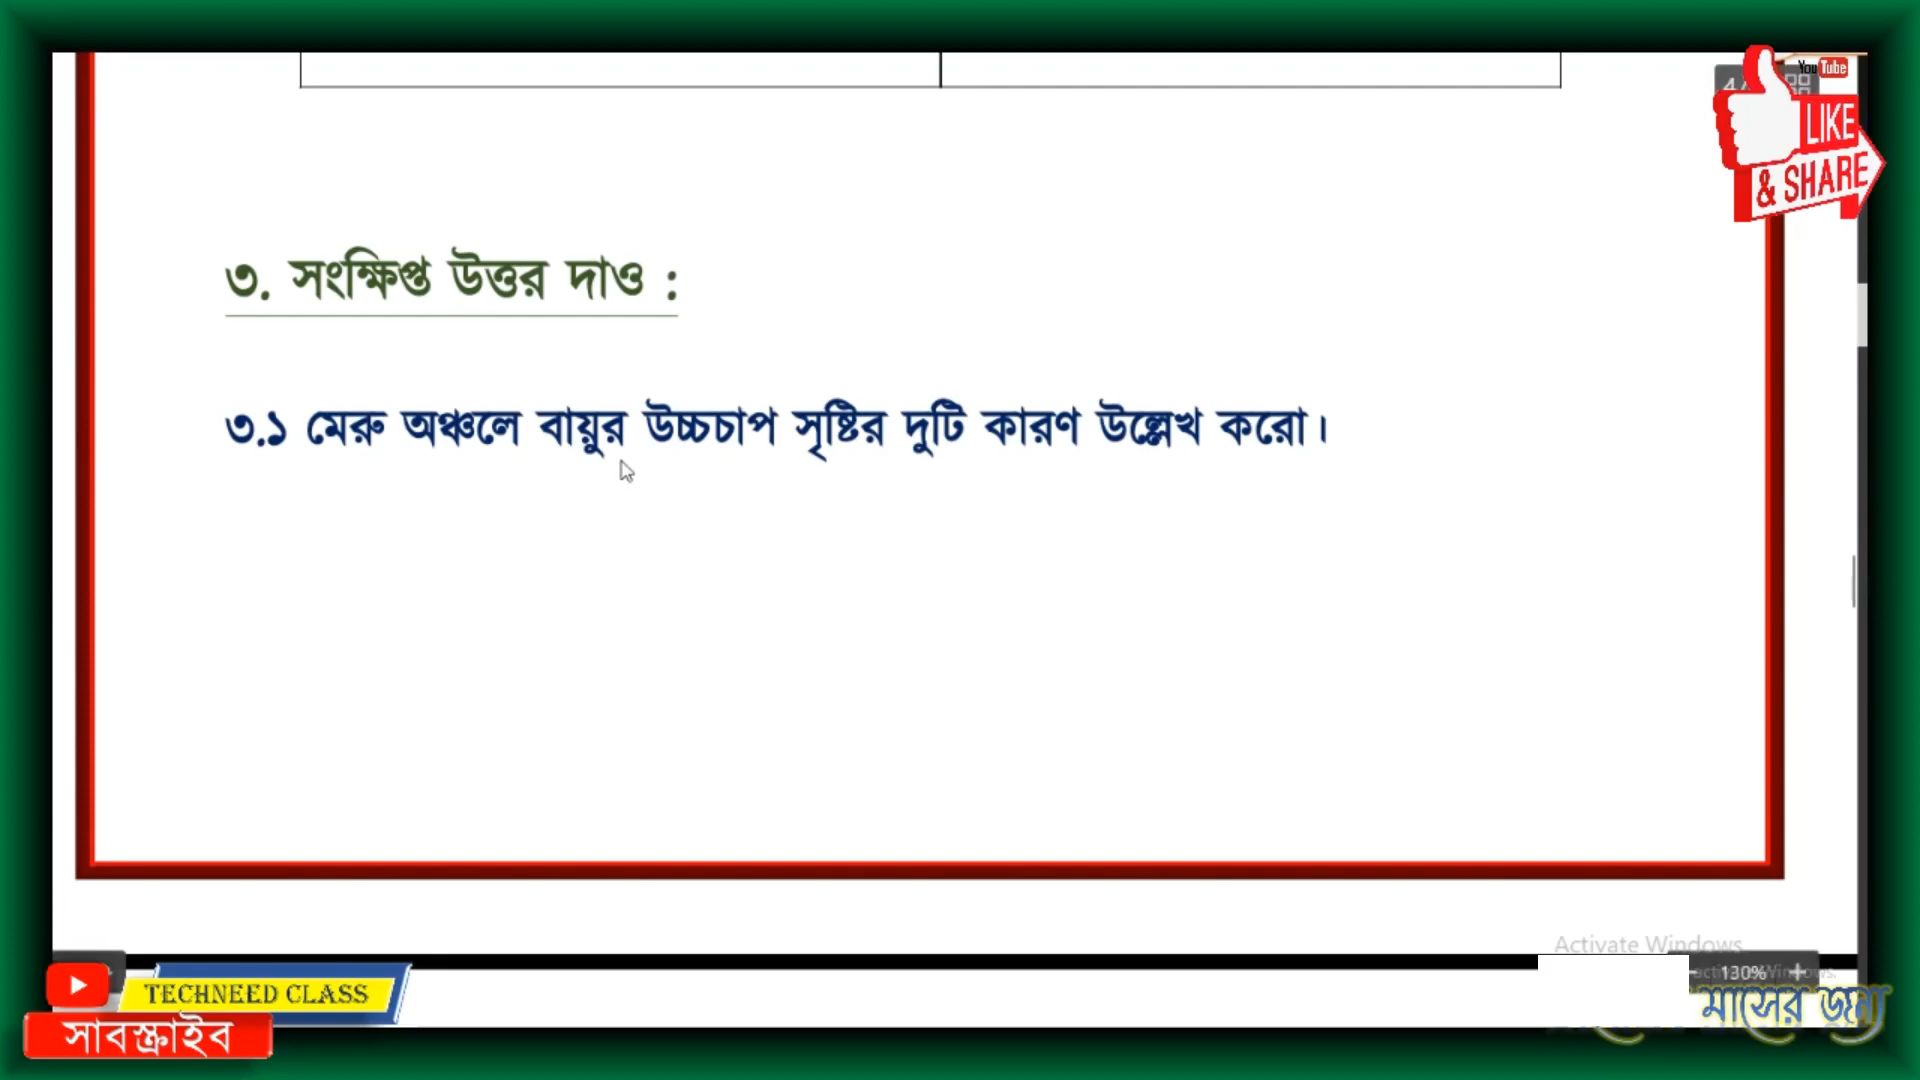 You Tube
LIKE
& SHARE
৩. সংক্ষিপ্ত উত্তর দাও :
৩.১ মেরু অঞ্চলে বায়ুর উচ্চচাপ সৃষ্টির দুটি কারণ উল্লেখ করো।
Activate Windows
130% +
TECHNEED CLASS
মাসের জন্য
সাবস্ক্রাইব